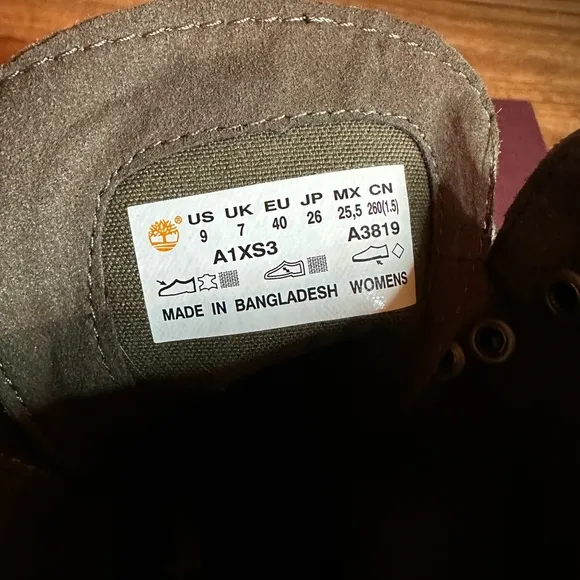 ® US UK EU JP MX CN
9 7 40 26 25,5 260(1.5)
A1XS3 A3819
MADE IN BANGLADESH WOMENS